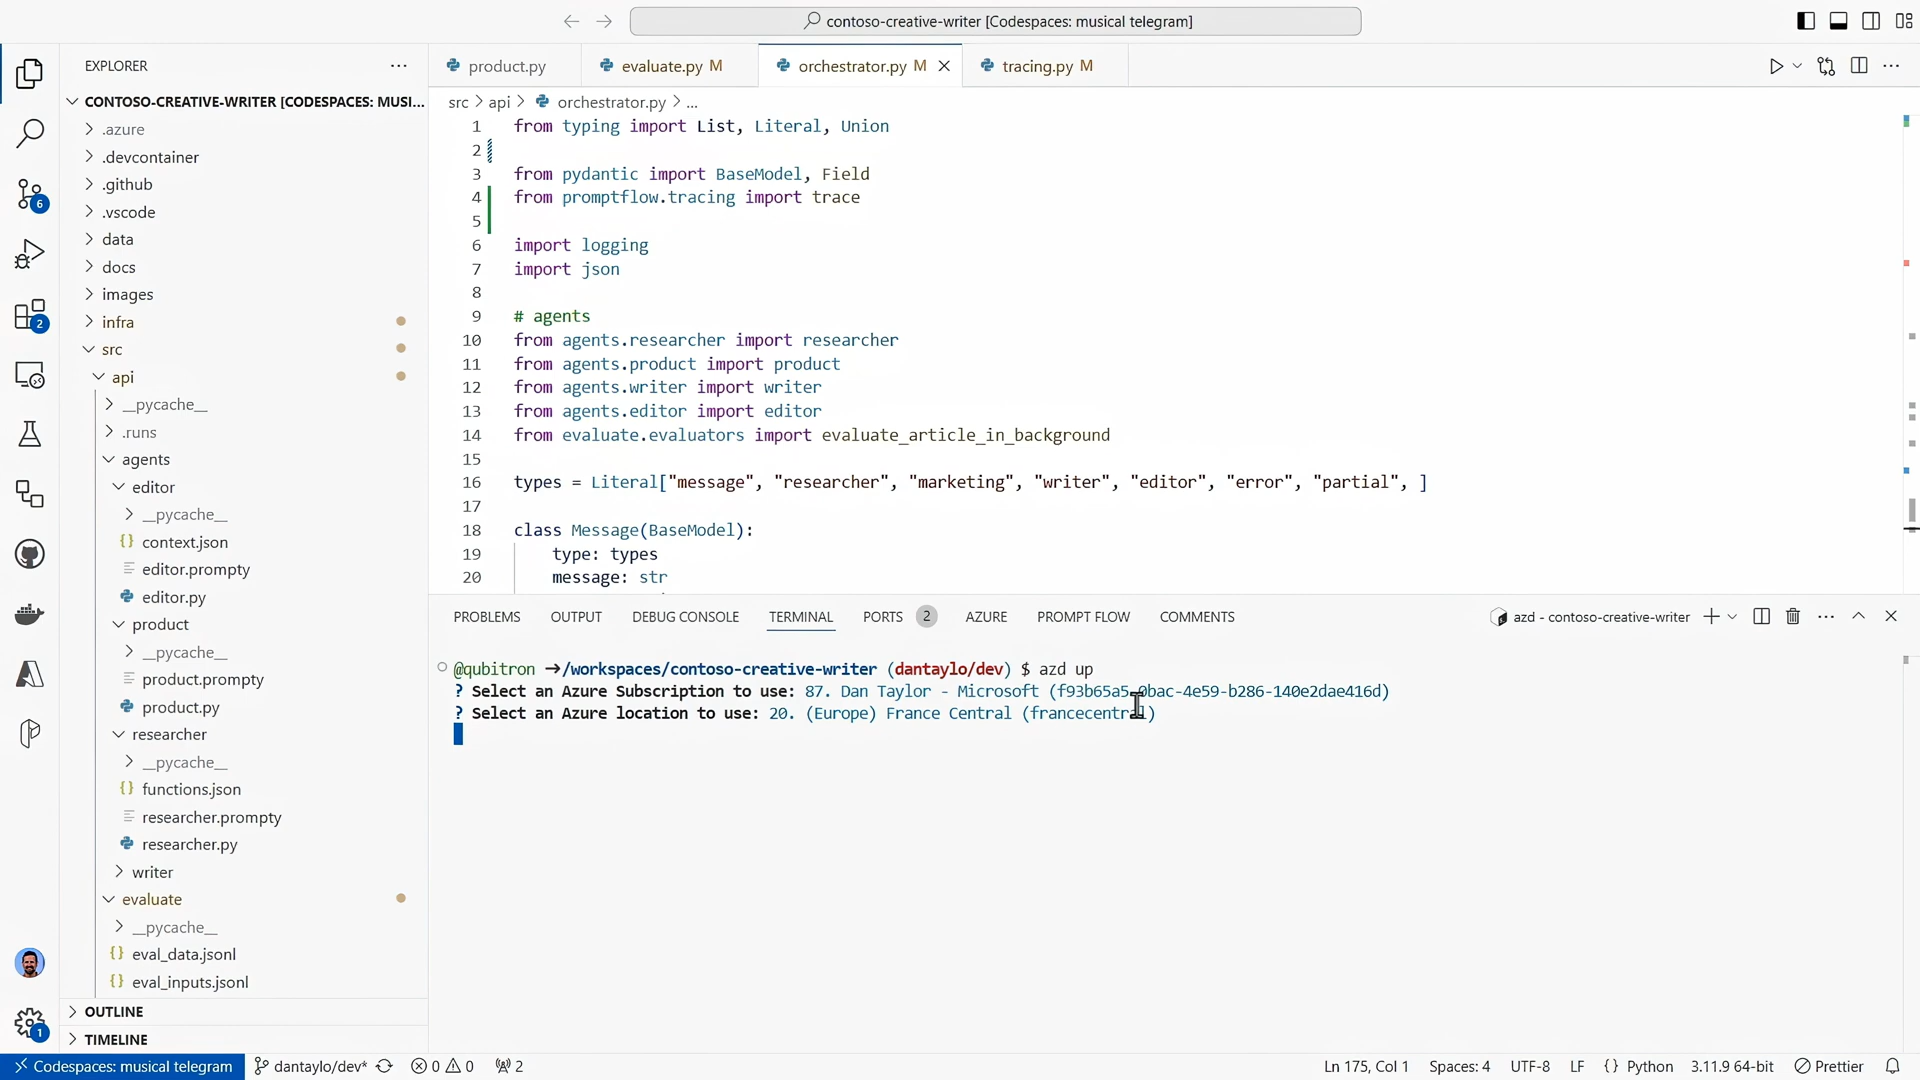 contoso-creative-writer [Codespaces: musical telegram]
EXPLORER
CONTOSO-CREATIVE-WRITER [CODESPACES: MUSI...
.azure
.devcontainer
.github
.vscode
data
docs
images
infra
src
api
__pycache__
.runs
agents
editor
__pycache__
context.json
editor.prompty
editor.py
product
__pycache__
product.prompty
product.py
researcher
__pycache__
functions.json
researcher.prompty
researcher.py
writer
evaluate
__pycache__
eval_data.jsonl
eval_inputs.jsonl
OUTLINE
TIMELINE
6
2
1
product.py
evaluate.py M
orchestrator.py M
tracing.py M
src > api > orchestrator.py > ...
1 from typing import List, Literal, Union
2
3 from pydantic import BaseModel, Field
4 from promptflow.tracing import trace
5
6 import logging
7 import json
8
9 # agents
10 from agents.researcher import researcher
11 from agents.product import product
12 from agents.writer import writer
13 from agents.editor import editor
14 from evaluate.evaluators import evaluate_article_in_background
15
16 types = Literal["message", "researcher", "marketing", "writer", "editor", "error", "partial", ]
17
18 class Message(BaseModel):
19 type: types
20 message: str
PROBLEMS OUTPUT DEBUG CONSOLE TERMINAL PORTS 2 AZURE PROMPT FLOW COMMENTS
azd - contoso-creative-writer
@qubitron ➜/workspaces/contoso-creative-writer (dantaylo/dev) $ azd up
? Select an Azure Subscription to use: 87. Dan Taylor - Microsoft (f93b65a5-0bac-4e59-b286-140e2dae416d)
? Select an Azure location to use: 20. (Europe) France Central (francecentral)
Codespaces: musical telegram
dantaylo/dev*
0 0
2
Ln 175, Col 1
Spaces: 4
UTF-8
LF
{} Python
3.11.9 64-bit
Prettier